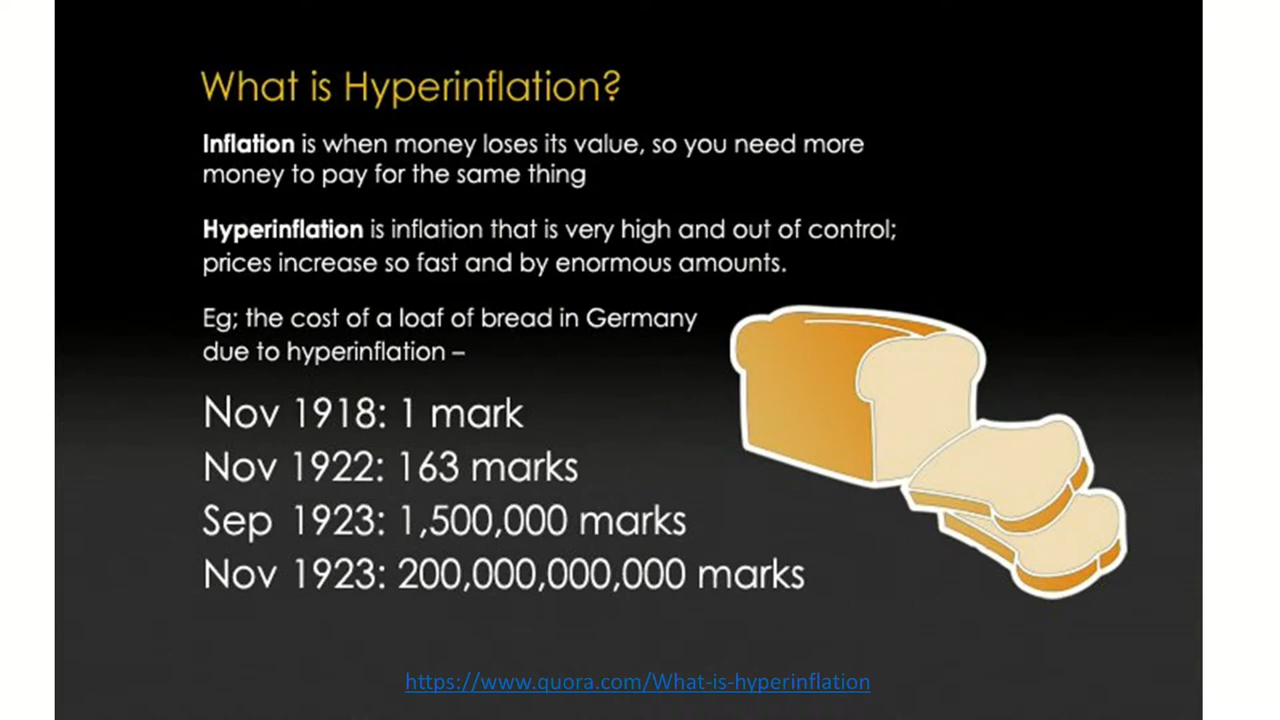 What is Hyperinflation?
Inflation is when money loses its value, so you need more
money to pay for the same thing
Hyperinflation is inflation that is very high and out of control;
prices increase so fast and by enormous amounts.
Eg; the cost of a loaf of bread in Germany
due to hyperinflation –
Nov 1918: 1 mark
Nov 1922: 163 marks
Sep 1923: 1,500,000 marks
Nov 1923: 200,000,000,000 marks
https://www.quora.com/What-is-hyperinflation